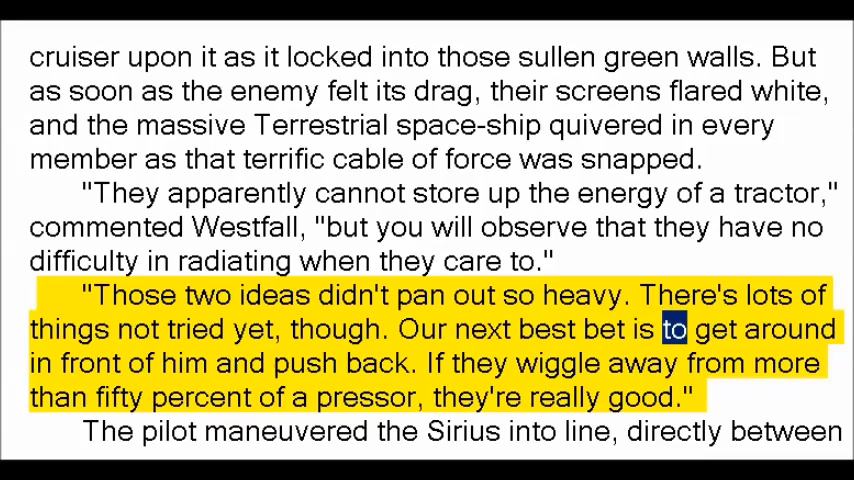 cruiser upon it as it locked into those sullen green walls. But
as soon as the enemy felt its drag, their screens flared white,
and the massive Terrestrial space-ship quivered in every
member as that terrific cable of force was snapped.
"They apparently cannot store up the energy of a tractor,"
commented Westfall, "but you will observe that they have no
difficulty in radiating when they care to."
"Those two ideas didn't pan out so heavy. There's lots of
things not tried yet, though. Our next best bet is to get around
in front of him and push back. If they wiggle away from more
than fifty percent of a pressor, they're really good."
The pilot maneuvered the Sirius into line, directly between